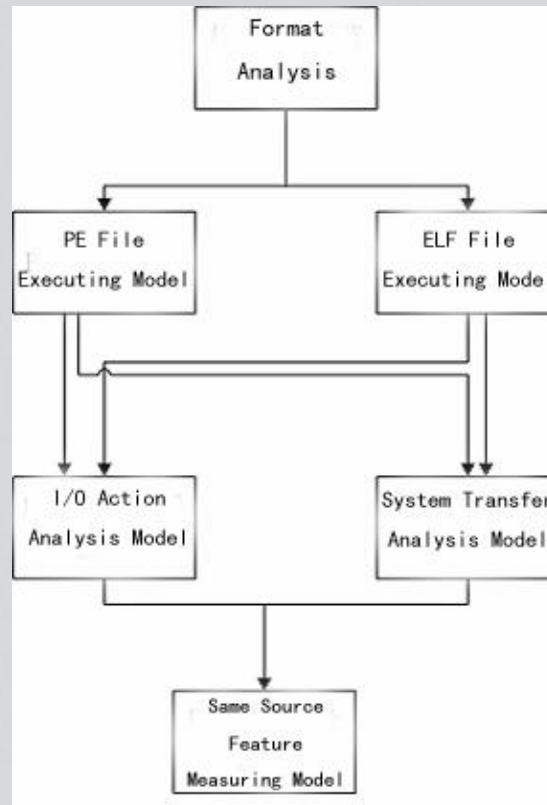 Format
Analysis
PE File
Executing Model
ELF File
Executing Mode
I/O Action
Analysis Model
System Transfer
Analysis Model
Same Source
Feature
Measuring Model